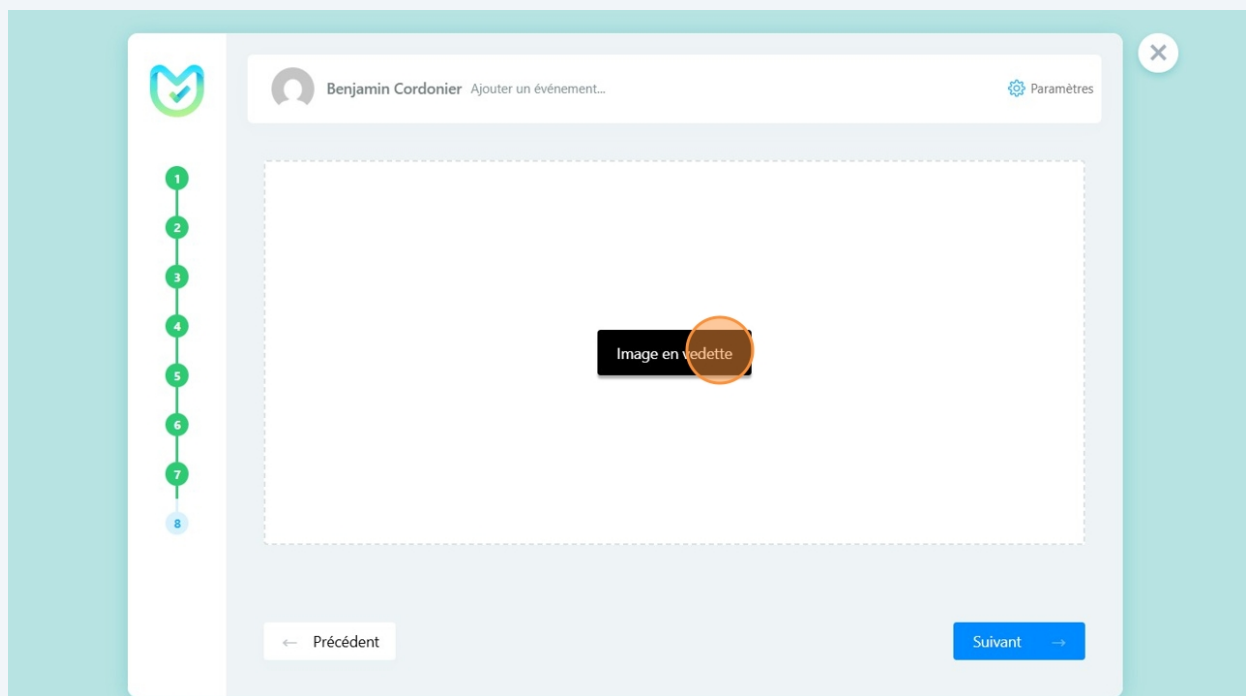 Benjamin Cordonier Ajouter un événement...
Paramètres
1
2
3
4
5
6
7
8
Image en vedette
← Précédent
Suivant →